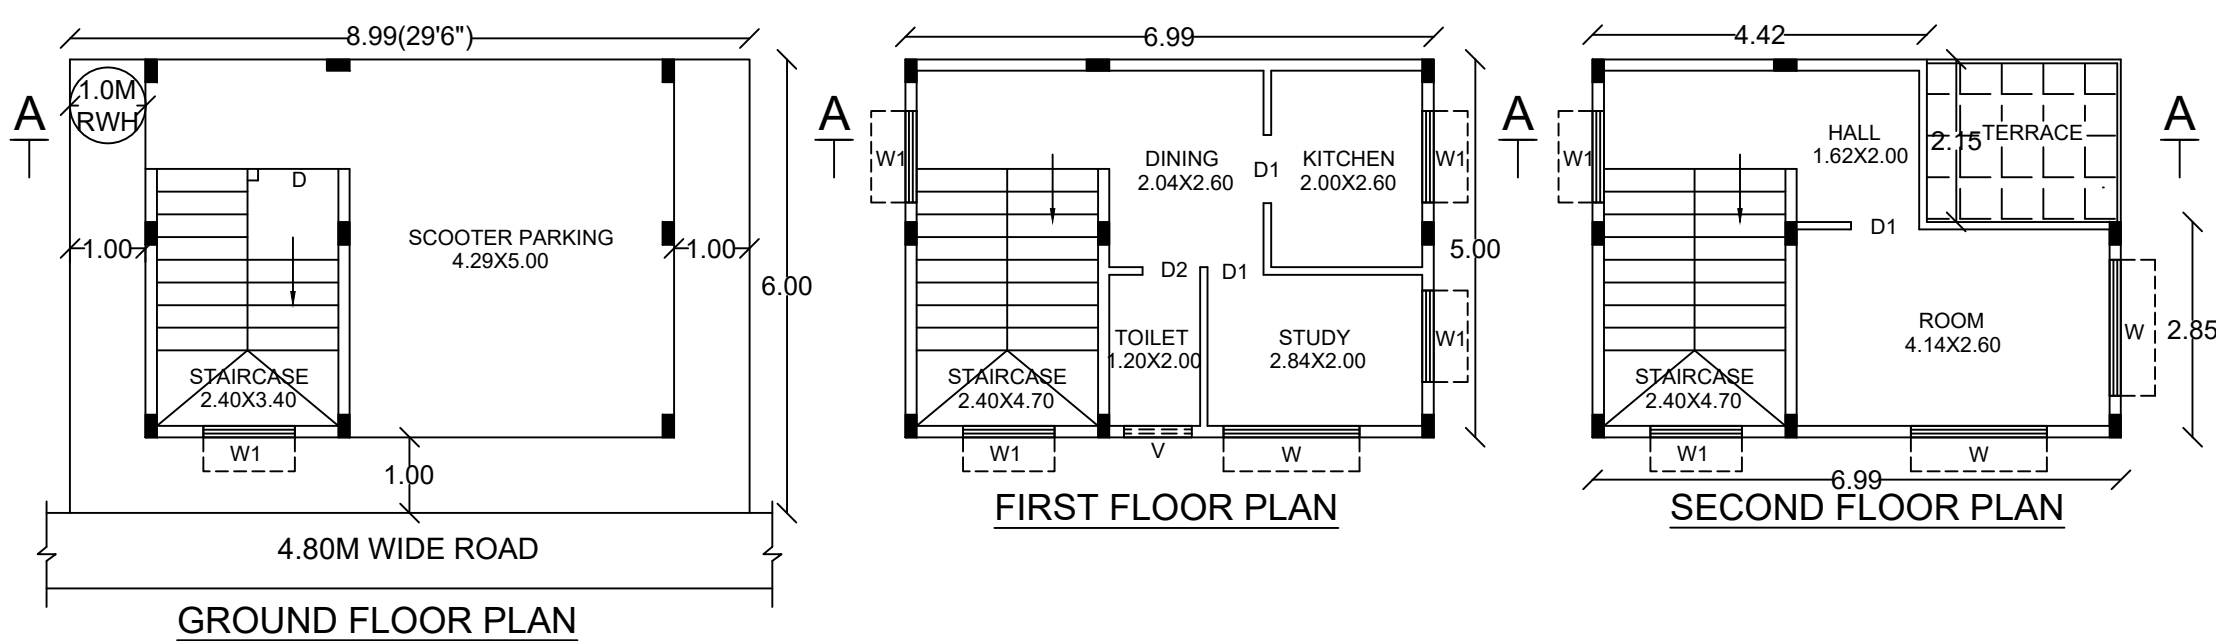 8.99(29'6")
1.0M
RWH
A
D
SCOOTER PARKING
4.29X5.00
1.00
1.00
6.00
STAIRCASE
2.40X3.40
W1
1.00
4.80M WIDE ROAD
GROUND FLOOR PLAN
6.99
A
W1
DINING
2.04X2.60
D1
KITCHEN
2.00X2.60
W1
5.00
D2
D1
TOILET
1.20X2.00
STUDY
2.84X2.00
W1
STAIRCASE
2.40X4.70
W1
V
W
FIRST FLOOR PLAN
4.42
A
W1
HALL
1.62X2.00
2.15
TERRACE
A
D1
ROOM
4.14X2.60
W
2.85
STAIRCASE
2.40X4.70
W1
W
6.99
SECOND FLOOR PLAN